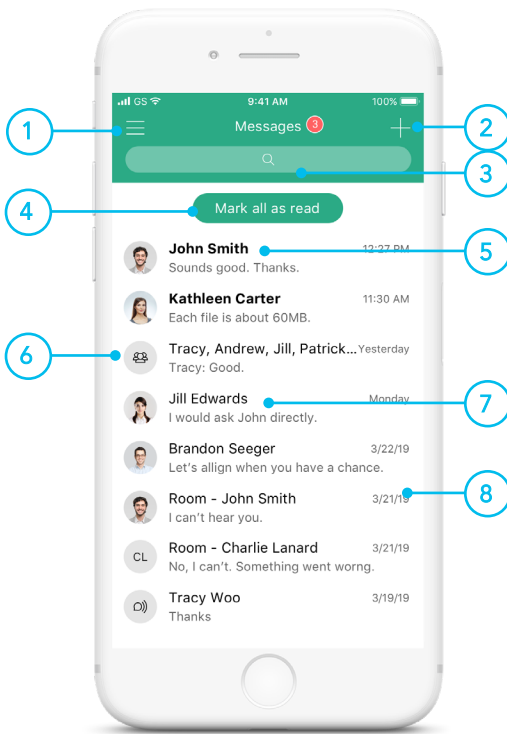 GS 9:41 AM 100%
1 Messages 3 2
3
4 Mark all as read
John Smith 12:27 PM 5
Sounds good. Thanks.
Kathleen Carter 11:30 AM
Each file is about 60MB.
6 Tracy, Andrew, Jill, Patrick... Yesterday
Tracy: Good.
Jill Edwards Monday 7
I would ask John directly.
Brandon Seeger 3/22/19
Let's allign when you have a chance.
Room - John Smith 3/21/19 8
I can't hear you.
CL Room - Charlie Lanard 3/21/19
No, I can't. Something went worng.
Tracy Woo 3/19/19
Thanks